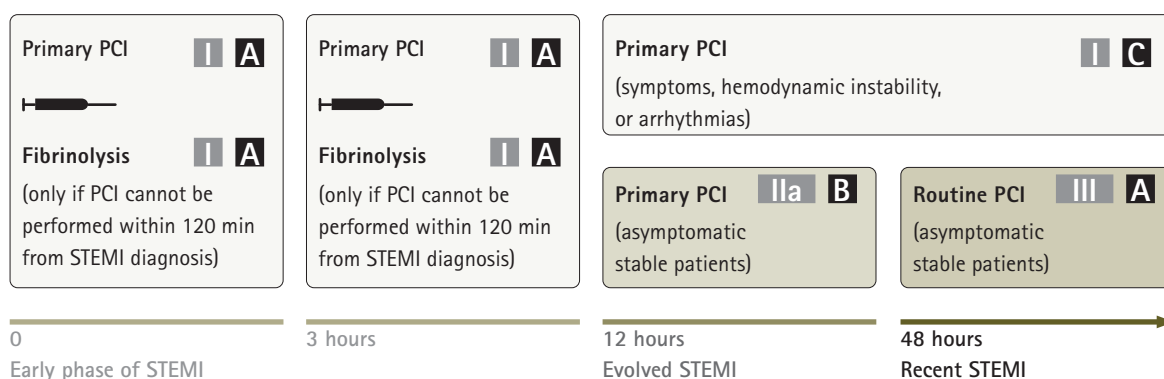 Primary PCI I A
Fibrinolysis I A
(only if PCI cannot be
performed within 120 min
from STEMI diagnosis)
Primary PCI I A
Fibrinolysis I A
(only if PCI cannot be
performed within 120 min
from STEMI diagnosis)
Primary PCI I C
(symptoms, hemodynamic instability,
or arrhythmias)
Primary PCI IIa B
(asymptomatic
stable patients)
Routine PCI III A
(asymptomatic
stable patients)
0
Early phase of STEMI
3 hours
12 hours
Evolved STEMI
48 hours
Recent STEMI